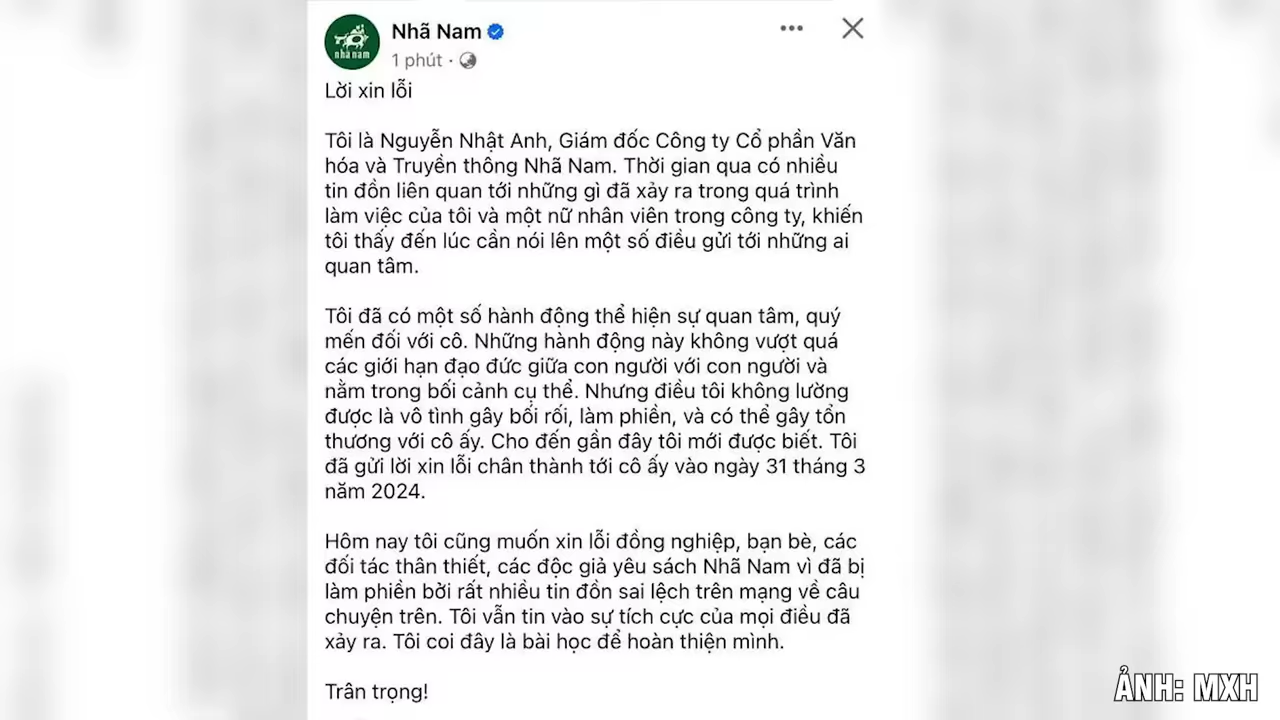 nhã nam
Nhã Nam
1 phút ·
Lời xin lỗi
Tôi là Nguyễn Nhật Anh, Giám đốc Công ty Cổ phần Văn
hóa và Truyền thông Nhã Nam. Thời gian qua có nhiều
tin đồn liên quan tới những gì đã xảy ra trong quá trình
làm việc của tôi và một nữ nhân viên trong công ty, khiến
tôi thấy đến lúc cần nói lên một số điều gửi tới những ai
quan tâm.
Tôi đã có một số hành động thể hiện sự quan tâm, quý
mến đối với cô. Những hành động này không vượt quá
các giới hạn đạo đức giữa con người với con người và
nằm trong bối cảnh cụ thể. Nhưng điều tôi không lường
được là vô tình gây bối rối, làm phiền, và có thể gây tổn
thương với cô ấy. Cho đến gần đây tôi mới được biết. Tôi
đã gửi lời xin lỗi chân thành tới cô ấy vào ngày 31 tháng 3
năm 2024.
Hôm nay tôi cũng muốn xin lỗi đồng nghiệp, bạn bè, các
đối tác thân thiết, các độc giả yêu sách Nhã Nam vì đã bị
làm phiền bởi rất nhiều tin đồn sai lệch trên mạng về câu
chuyện trên. Tôi vẫn tin vào sự tích cực của mọi điều đã
xảy ra. Tôi coi đây là bài học để hoàn thiện mình.
Trân trọng!
ẢNH: MXH